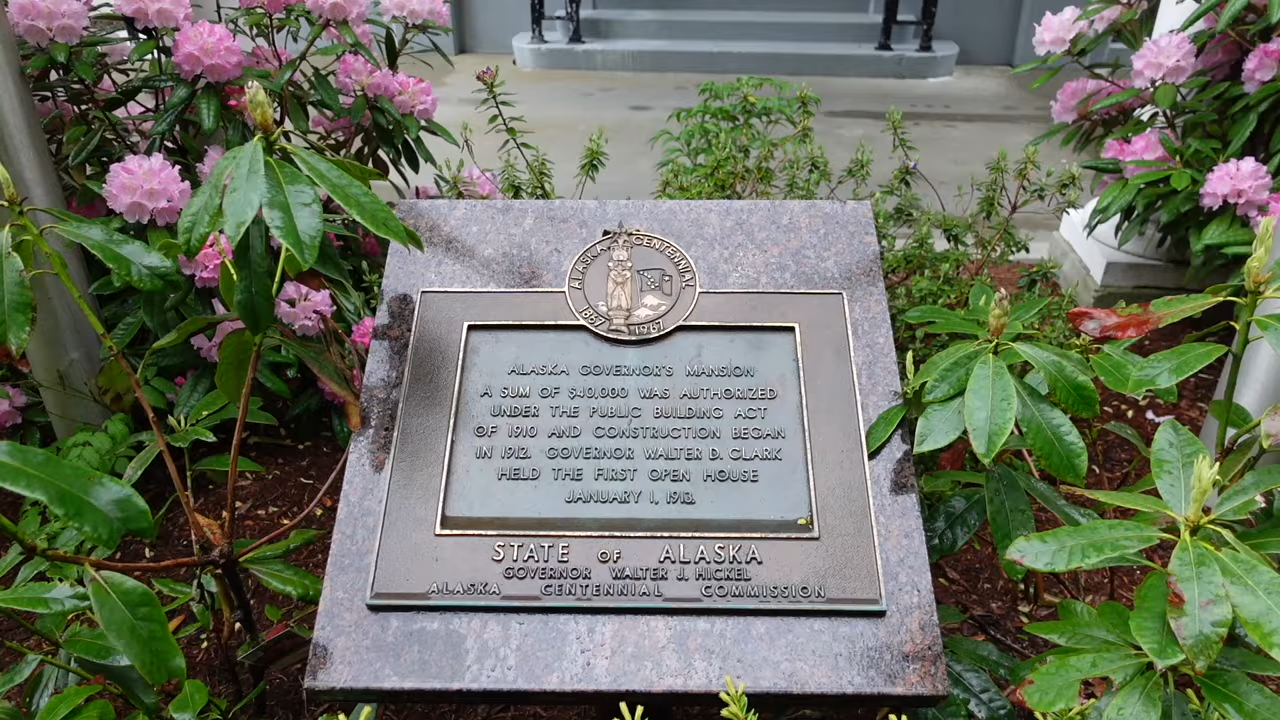 ALASKA CENTENNIAL
1867 1967
ALASKA GOVERNOR'S MANSION
A SUM OF $40,000 WAS AUTHORIZED
UNDER THE PUBLIC BUILDING ACT
OF 1910 AND CONSTRUCTION BEGAN
IN 1912. GOVERNOR WALTER D. CLARK
HELD THE FIRST OPEN HOUSE
JANUARY 1, 1913.
STATE OF ALASKA
GOVERNOR WALTER J. HICKEL
ALASKA CENTENNIAL COMMISSION